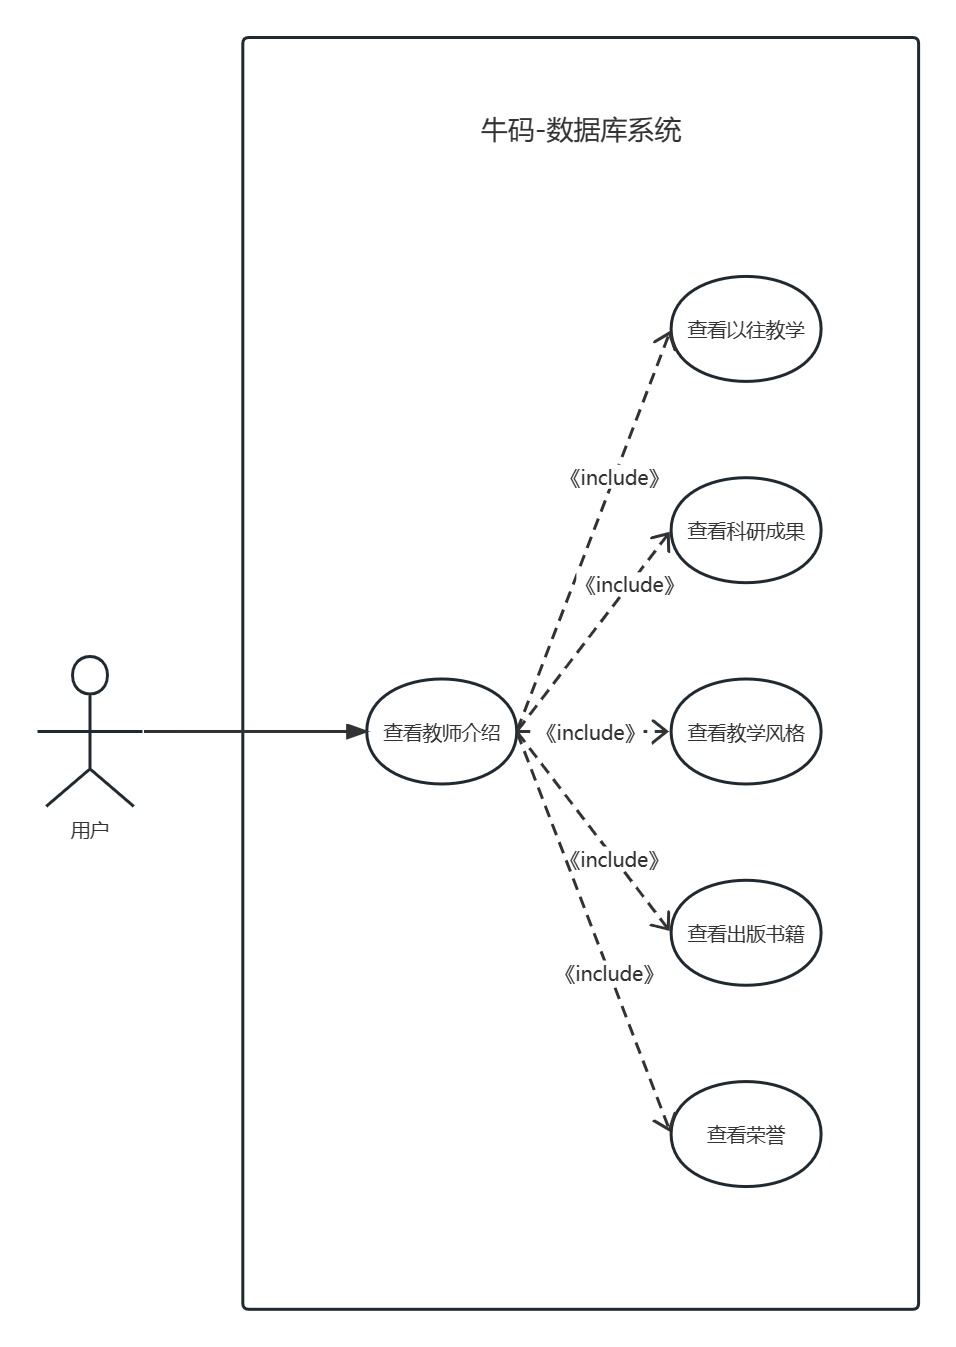 牛码-数据库系统
查看以往教学
《include》
查看科研成果
《include》
查看教师介绍
《include》
查看教学风格
用户
《include》
查看出版书籍
《include》
查看荣誉